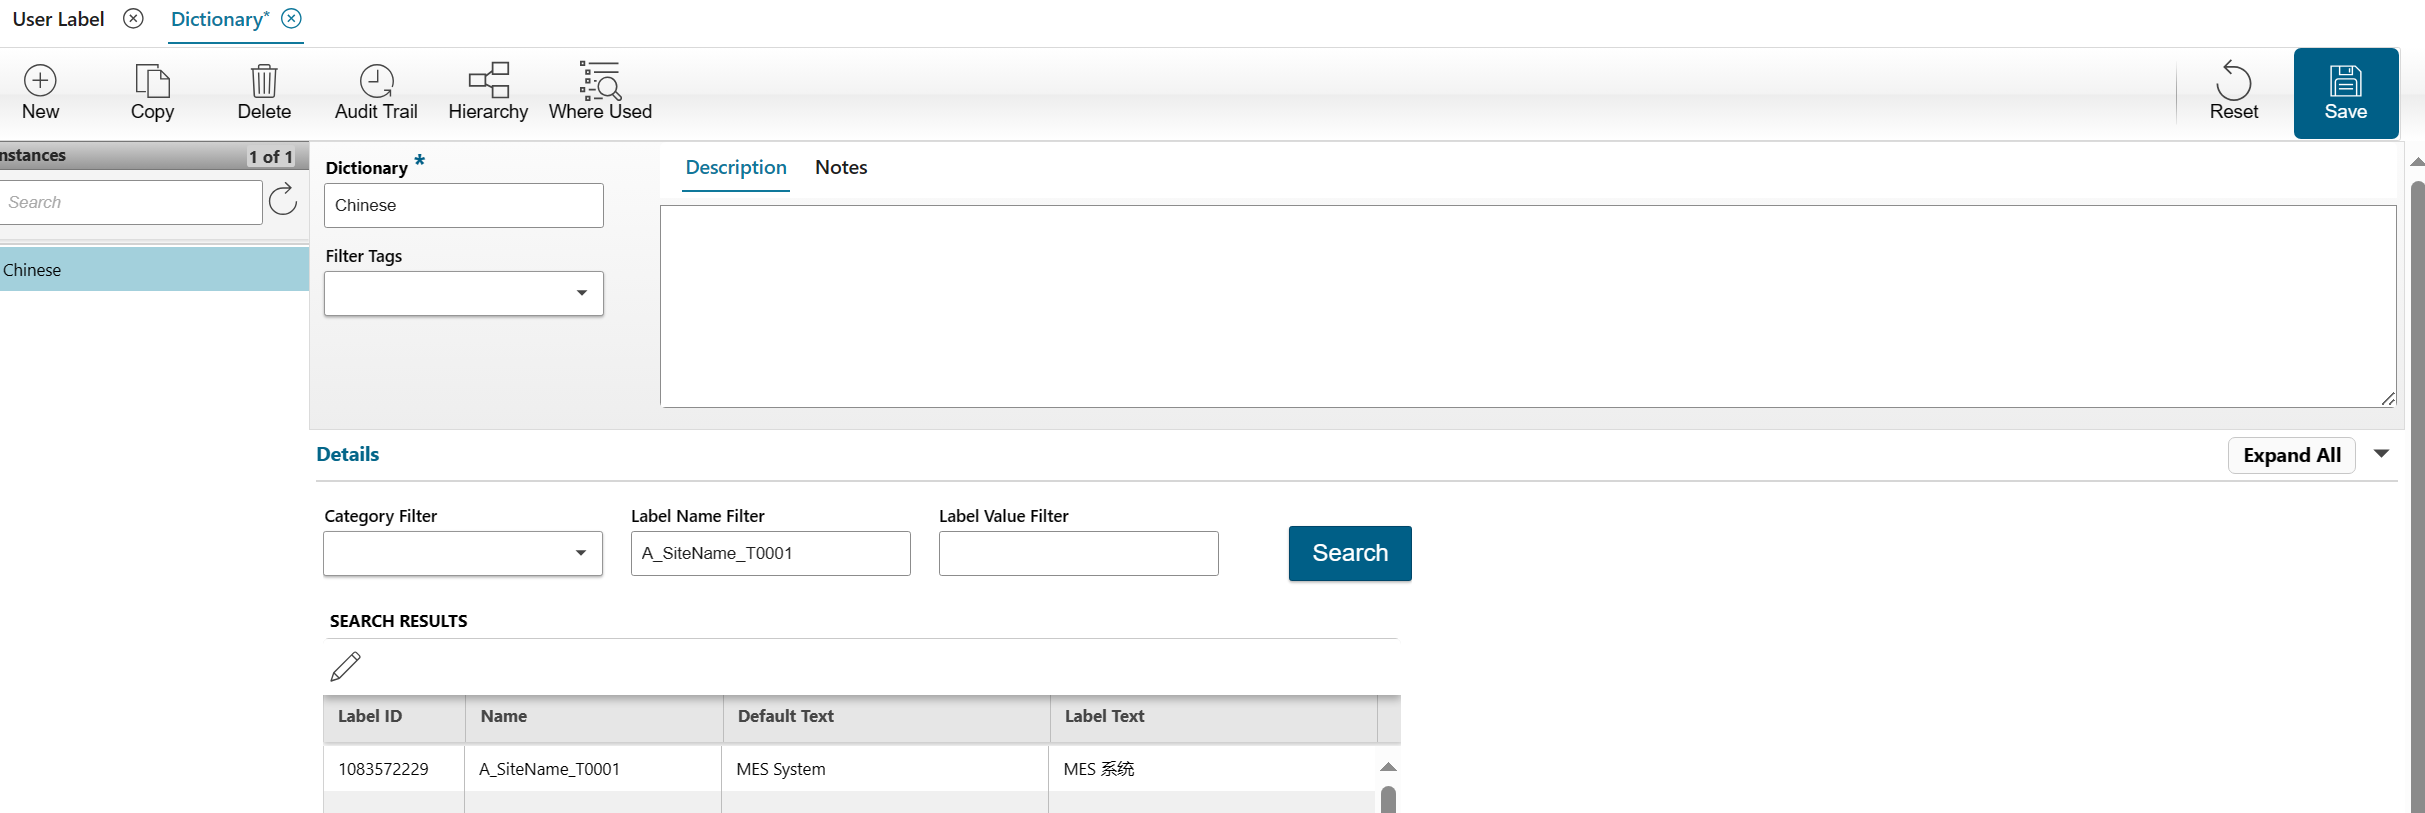 User Label
Dictionary*
New
Copy
Delete
Audit Trail
Hierarchy
Where Used
Reset
Save
nstances
1 of 1
Search
Chinese
Dictionary *
Chinese
Filter Tags
Description
Notes
Details
Expand All
Category Filter
Label Name Filter
Label Value Filter
A_SiteName_T0001
Search
SEARCH RESULTS
Label ID
Name
Default Text
Label Text
1083572229
A_SiteName_T0001
MES System
MES 系统